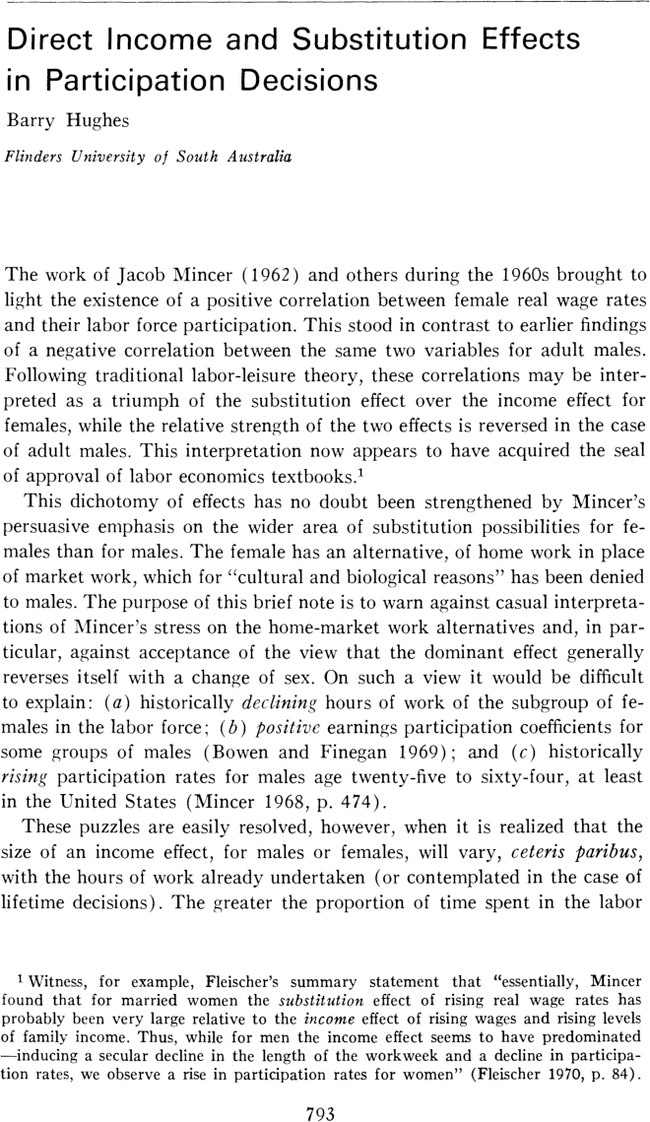 Direct Income and Substitution Effects
in Participation Decisions
Barry Hughes
Flinders University of South Australia
The work of Jacob Mincer (1962) and others during the 1960s brought to
light the existence of a positive correlation between female real wage rates
and their labor force participation. This stood in contrast to earlier findings
of a negative correlation between the same two variables for adult males.
Following traditional labor-leisure theory, these correlations may be inter-
preted as a triumph of the substitution effect over the income effect for
females, while the relative strength of the two effects is reversed in the case
of adult males. This interpretation now appears to have acquired the seal
of approval of labor economics textbooks.¹
This dichotomy of effects has no doubt been strengthened by Mincer's
persuasive emphasis on the wider area of substitution possibilities for fe-
males than for males. The female has an alternative, of home work in place
of market work, which for "cultural and biological reasons" has been denied
to males. The purpose of this brief note is to warn against casual interpreta-
tions of Mincer's stress on the home-market work alternatives and, in par-
ticular, against acceptance of the view that the dominant effect generally
reverses itself with a change of sex. On such a view it would be difficult
to explain: (a) historically declining hours of work of the subgroup of fe-
males in the labor force; (b) positive earnings participation coefficients for
some groups of males (Bowen and Finegan 1969); and (c) historically
rising participation rates for males age twenty-five to sixty-four, at least
in the United States (Mincer 1968, p. 474).
These puzzles are easily resolved, however, when it is realized that the
size of an income effect, for males or females, will vary, ceteris paribus,
with the hours of work already undertaken (or contemplated in the case of
lifetime decisions). The greater the proportion of time spent in the labor
¹ Witness, for example, Fleischer's summary statement that "essentially, Mincer
found that for married women the substitution effect of rising real wage rates has
probably been very large relative to the income effect of rising wages and rising levels
of family income. Thus, while for men the income effect seems to have predominated
—inducing a secular decline in the length of the workweek and a decline in participa-
tion rates, we observe a rise in participation rates for women" (Fleischer 1970, p. 84).
793